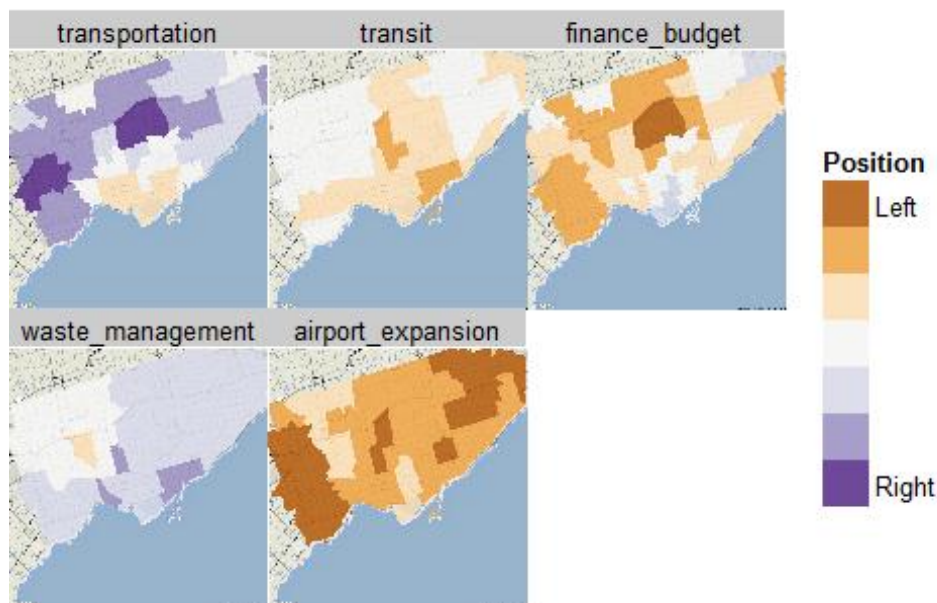 transportation
transit
finance_budget
waste_management
airport_expansion
Position
Left
Right